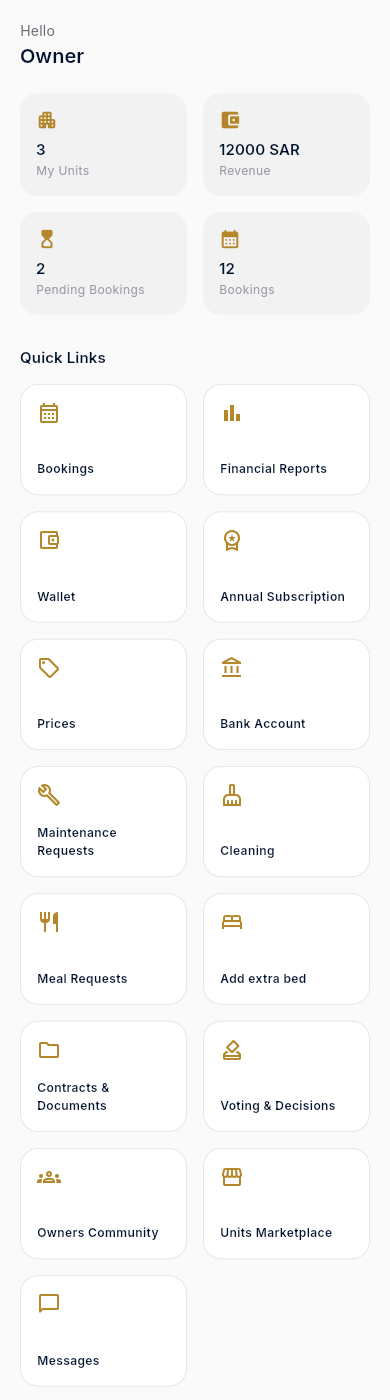 Hello
Owner
3
My Units
12000 SAR
Revenue
2
Pending Bookings
12
Bookings
Quick Links
Bookings
Financial Reports
Wallet
Annual Subscription
Prices
Bank Account
Maintenance
Requests
Cleaning
Meal Requests
Add extra bed
Contracts &
Documents
Voting & Decisions
Owners Community
Units Marketplace
Messages